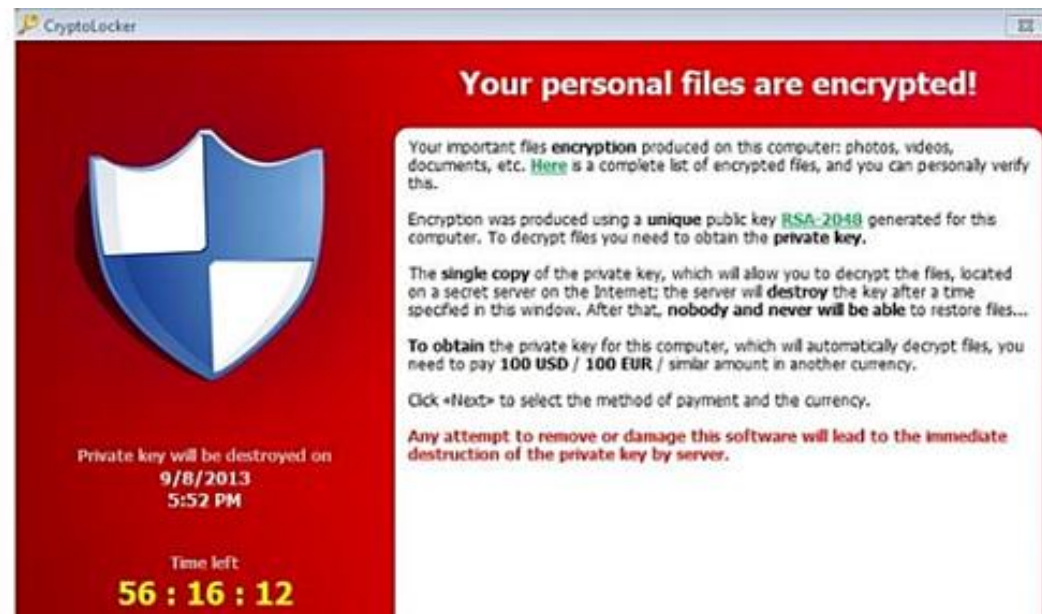 CryptoLocker
Your personal files are encrypted!
Your important files encryption produced on this computer: photos, videos,
documents, etc. Here is a complete list of encrypted files, and you can personally verify
this.
Encryption was produced using a unique public key RSA-2048 generated for this
computer. To decrypt files you need to obtain the private key.
The single copy of the private key, which will allow you to decrypt the files, located
on a secret server on the Internet; the server will destroy the key after a time
specified in this window. After that, nobody and never will be able to restore files...
To obtain the private key for this computer, which will automatically decrypt files, you
need to pay 100 USD / 100 EUR / similar amount in another currency.
Click «Next» to select the method of payment and the currency.
Any attempt to remove or damage this software will lead to the immediate
destruction of the private key by server.
Private key will be destroyed on
9/8/2013
5:52 PM
Time left
56 : 16 : 12